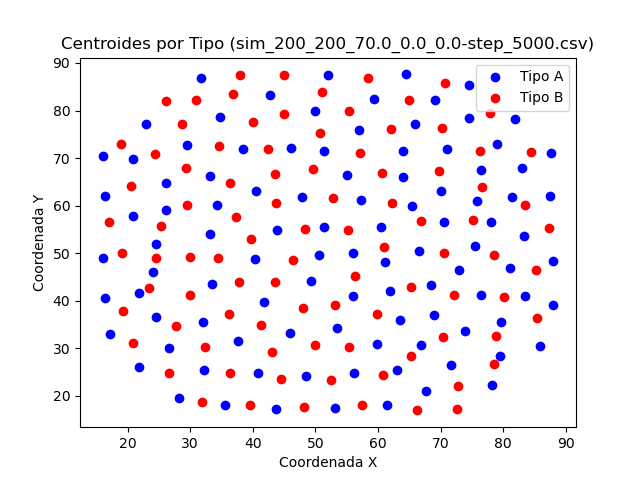 Centroides por Tipo (sim_200_200_70.0_0.0_0.0-step_5000.csv)
Tipo A
Tipo B
90
80
70
60
50
40
30
20
Coordenada Y
20 30 40 50 60 70 80 90
Coordenada X